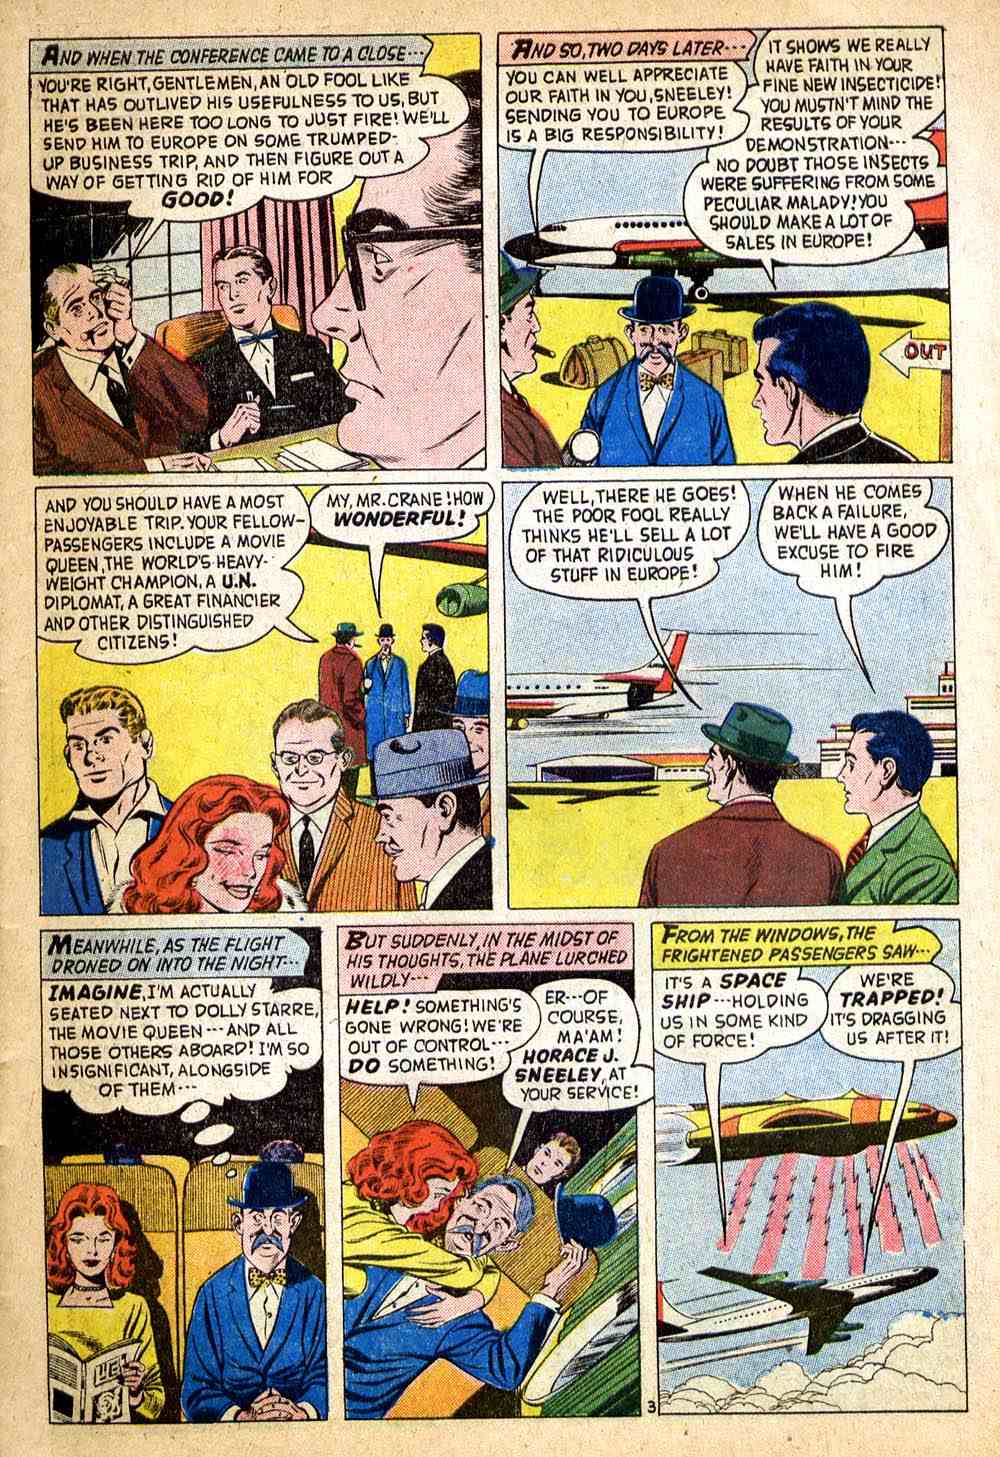 AND WHEN THE CONFERENCE CAME TO A CLOSE---
YOU'RE RIGHT, GENTLEMEN, AN OLD FOOL LIKE
THAT HAS OUTLIVED HIS USEFULNESS TO US, BUT
HE'S BEEN HERE TOO LONG TO JUST FIRE! WE'LL
SEND HIM TO EUROPE ON SOME TRUMPED-
UP BUSINESS TRIP, AND THEN FIGURE OUT A
WAY OF GETTING RID OF HIM FOR
GOOD!
AND SO, TWO DAYS LATER---
YOU CAN WELL APPRECIATE
OUR FAITH IN YOU, SNEELEY!
SENDING YOU TO EUROPE
IS A BIG RESPONSIBILITY!
IT SHOWS WE REALLY
HAVE FAITH IN YOUR
FINE NEW INSECTICIDE!
YOU MUSTN'T MIND THE
RESULTS OF YOUR
DEMONSTRATION---
NO DOUBT THOSE INSECTS
WERE SUFFERING FROM SOME
PECULIAR MALADY! YOU
SHOULD MAKE A LOT OF
SALES IN EUROPE!
OUT
AND YOU SHOULD HAVE A MOST
ENJOYABLE TRIP. YOUR FELLOW-
PASSENGERS INCLUDE A MOVIE
QUEEN, THE WORLD'S HEAVY-
WEIGHT CHAMPION, A U.N.
DIPLOMAT, A GREAT FINANCIER
AND OTHER DISTINGUISHED
CITIZENS!
MY, MR. CRANE! HOW
WONDERFUL!
WELL, THERE HE GOES!
THE POOR FOOL REALLY
THINKS HE'LL SELL A LOT
OF THAT RIDICULOUS
STUFF IN EUROPE!
WHEN HE COMES
BACK A FAILURE,
WE'LL HAVE A GOOD
EXCUSE TO FIRE
HIM!
MEANWHILE, AS THE FLIGHT
DRONED ON INTO THE NIGHT---
IMAGINE, I'M ACTUALLY
SEATED NEXT TO DOLLY STARRE,
THE MOVIE QUEEN---AND ALL
THOSE OTHERS ABOARD! I'M SO
INSIGNIFICANT, ALONGSIDE
OF THEM---
BUT SUDDENLY, IN THE MIDST OF
HIS THOUGHTS, THE PLANE LURCHED
WILDLY---
HELP! SOMETHING'S
GONE WRONG! WE'RE
OUT OF CONTROL---
DO SOMETHING!
ER---OF
COURSE,
MA'AM!
HORACE J.
SNEELEY, AT
YOUR SERVICE!
3
FROM THE WINDOWS, THE
FRIGHTENED PASSENGERS SAW---
IT'S A SPACE
SHIP---HOLDING
US IN SOME KIND
OF FORCE!
WE'RE
TRAPPED!
IT'S DRAGGING
US AFTER IT!